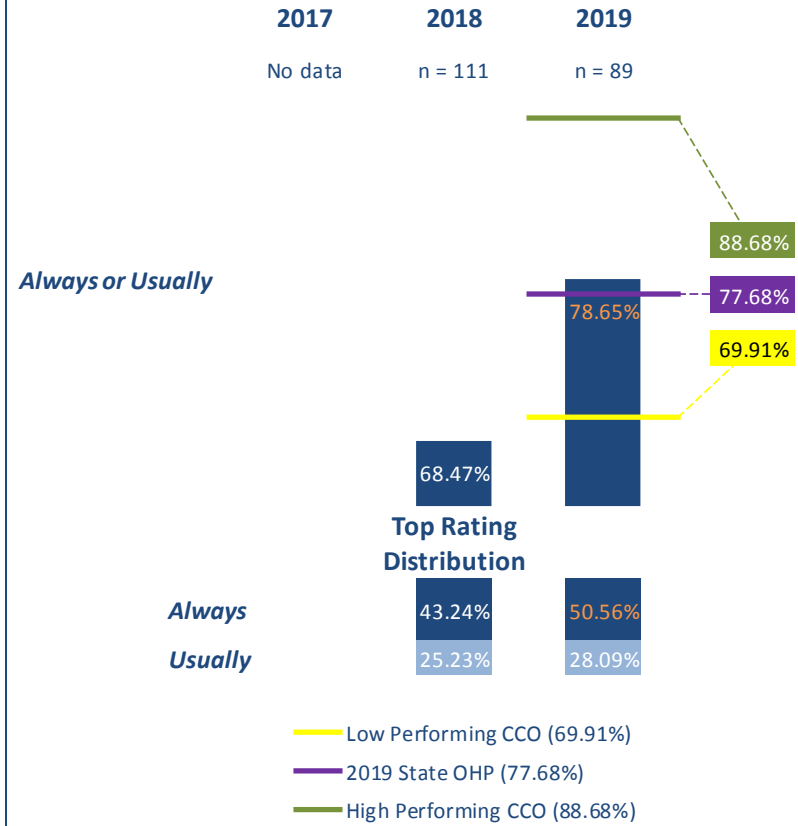 2017 2018 2019
No data n = 111 n = 89
88.68%
Always or Usually
77.68%
78.65%
69.91%
68.47%
Top Rating
Distribution
Always 43.24% 50.56%
Usually 25.23% 28.09%
Low Performing CCO (69.91%)
2019 State OHP (77.68%)
High Performing CCO (88.68%)